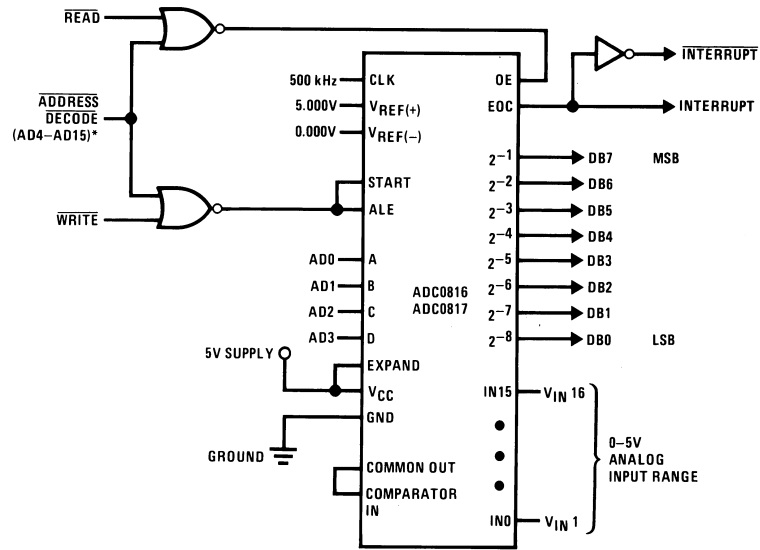 READ
ADDRESS
DECODE
(AD4–AD15)*
WRITE
500 kHz
5.000V
0.000V
AD0
AD1
AD2
AD3
5V SUPPLY
GROUND
CLK
VREF(+)
VREF(–)
START
ALE
A
B
C
D
EXPAND
VCC
GND
COMMON OUT
COMPARATOR
IN
ADC0816
ADC0817
OE
EOC
2–1
2–2
2–3
2–4
2–5
2–6
2–7
2–8
IN15
IN0
INTERRUPT
INTERRUPT
DB7 MSB
DB6
DB5
DB4
DB3
DB2
DB1
DB0 LSB
VIN 16
VIN 1
0–5V
ANALOG
INPUT RANGE